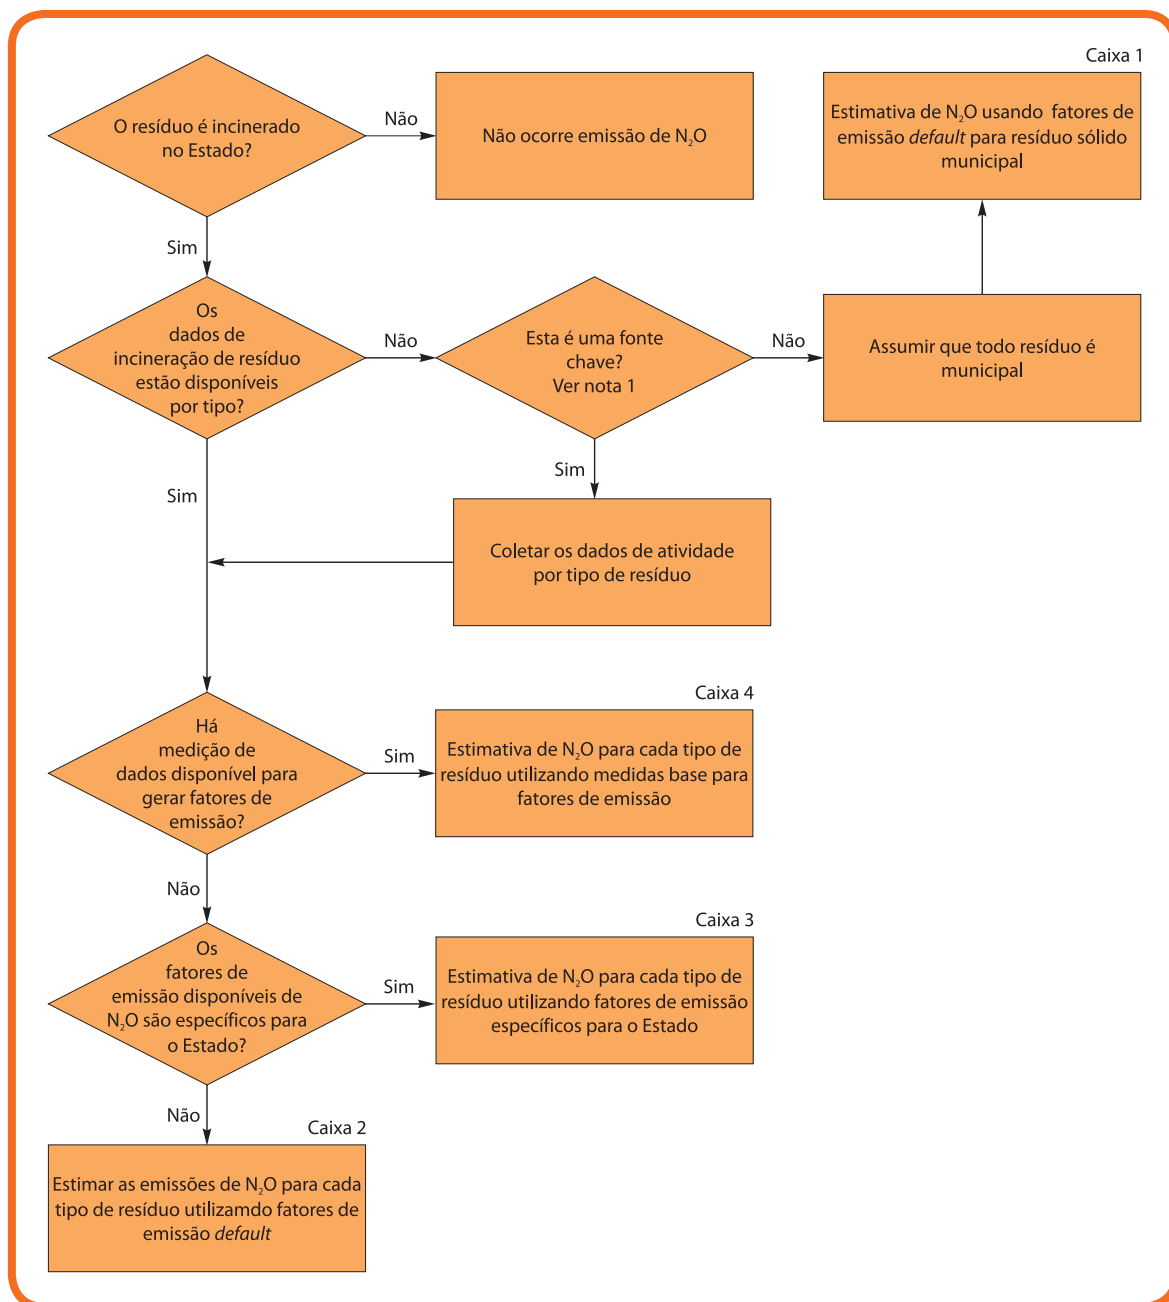 Caixa 1
O resíduo é incinerado
no Estado?
Não
Não ocorre emissão de N₂O
Estimativa de N₂O usando fatores de
emissão default para resíduo sólido
municipal
Sim
Os
dados de
incineração de resíduo
estão disponíveis
por tipo?
Não
Esta é uma fonte
chave?
Ver nota 1
Não
Assumir que todo resíduo é
municipal
Sim
Sim
Coletar os dados de atividade
por tipo de resíduo
Caixa 4
Há
medição de
dados disponível para
gerar fatores de
emissão?
Sim
Estimativa de N₂O para cada tipo de
resíduo utilizando medidas base para
fatores de emissão
Não
Caixa 3
Os
fatores de
emissão disponíveis de
N₂O são específicos para
o Estado?
Sim
Estimativa de N₂O para cada tipo de
resíduo utilizando fatores de emissão
específicos para o Estado
Não
Caixa 2
Estimar as emissões de N₂O para cada
tipo de resíduo utilizamdo fatores de
emissão default